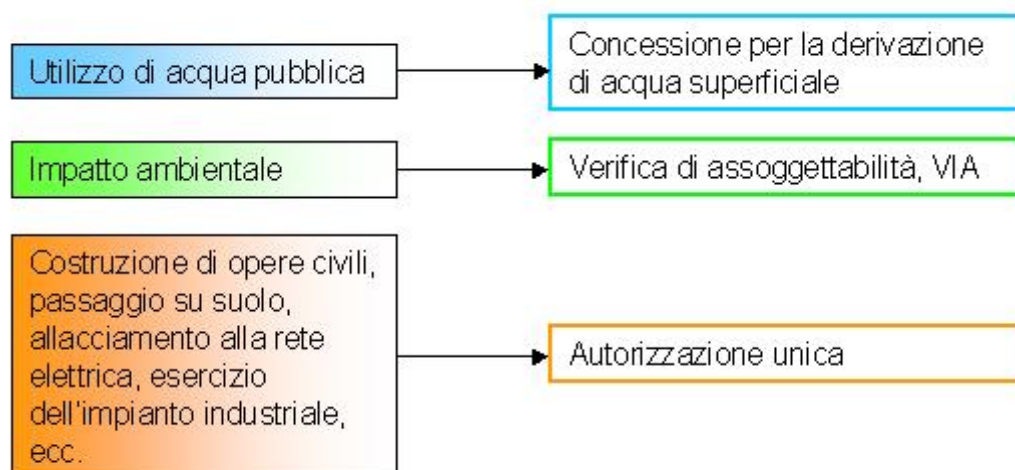 Utilizzo di acqua pubblica
Concessione per la derivazione
di acqua superficiale
Impatto ambientale
Verifica di assoggettabilità, VIA
Costruzione di opere civili,
passaggio su suolo,
allacciamento alla rete
elettrica, esercizio
dell'impianto industriale,
ecc.
Autorizzazione unica